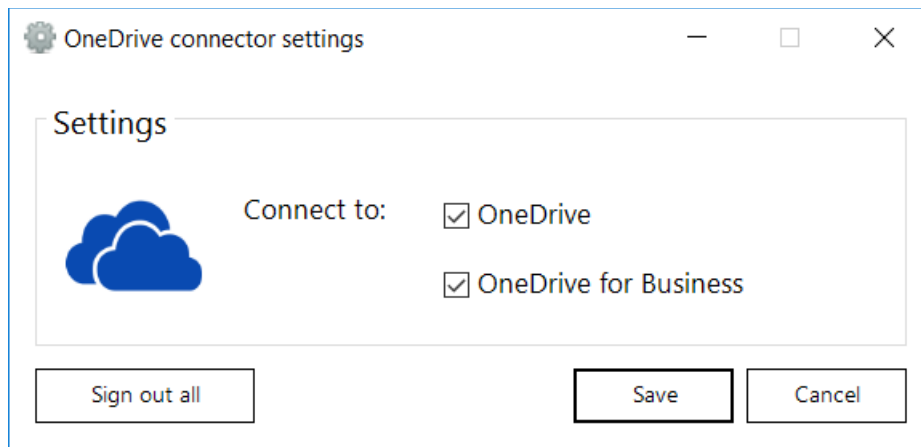 OneDrive connector settings
Settings
Connect to:
OneDrive
OneDrive for Business
Sign out all
Save
Cancel